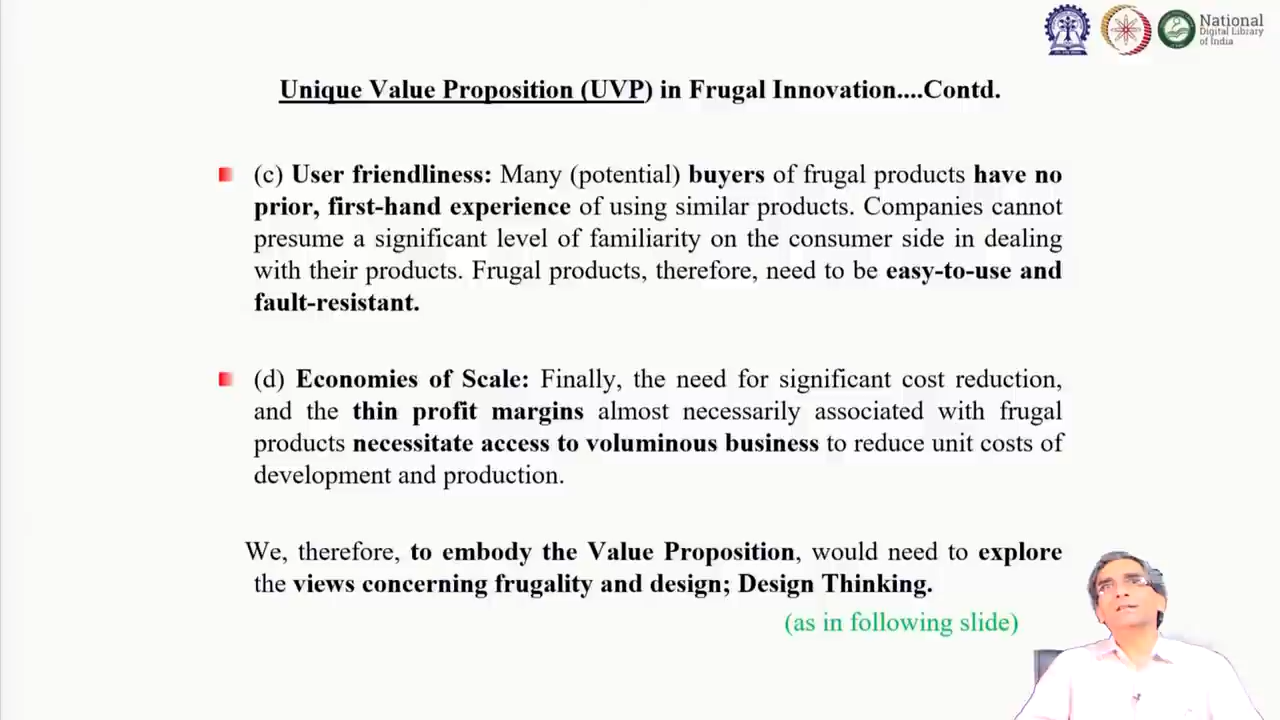 National
Digital Library
of India
Unique Value Proposition (UVP) in Frugal Innovation....Contd.
(c) User friendliness: Many (potential) buyers of frugal products have no
prior, first-hand experience of using similar products. Companies cannot
presume a significant level of familiarity on the consumer side in dealing
with their products. Frugal products, therefore, need to be easy-to-use and
fault-resistant.
(d) Economies of Scale: Finally, the need for significant cost reduction,
and the thin profit margins almost necessarily associated with frugal
products necessitate access to voluminous business to reduce unit costs of
development and production.
We, therefore, to embody the Value Proposition, would need to explore
the views concerning frugality and design; Design Thinking.
(as in following slide)